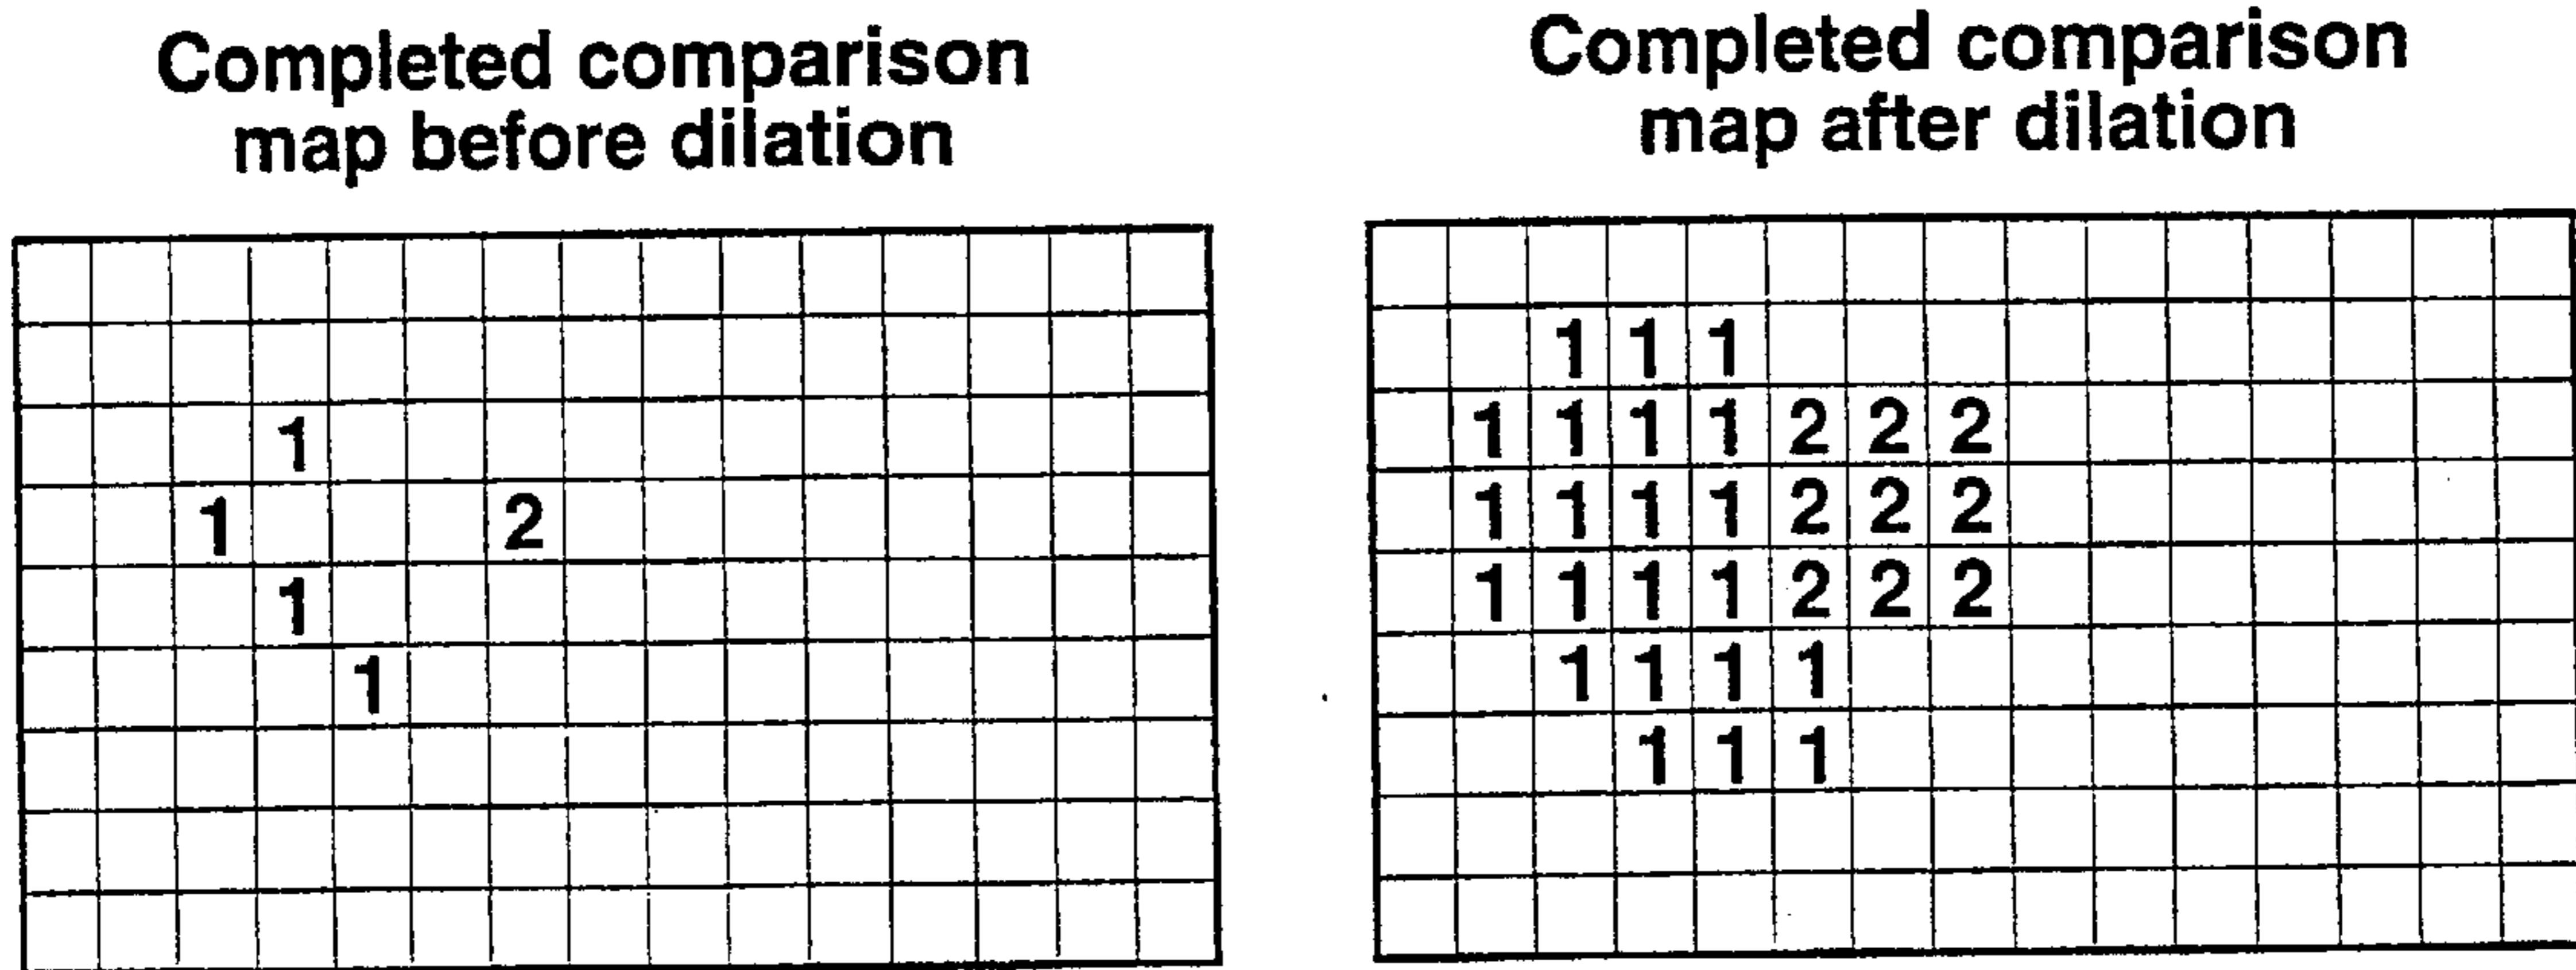 Completed comparison
map before dilation
1
1 2
1
1
Completed comparison
map after dilation
1 1 1
1 1 1 1 2 2 2
1 1 1 1 2 2 2
1 1 1 1 2 2 2
1 1 1 1
1 1 1